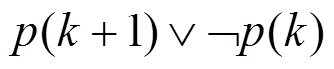 p(k + 1) ∨ ¬p(k)